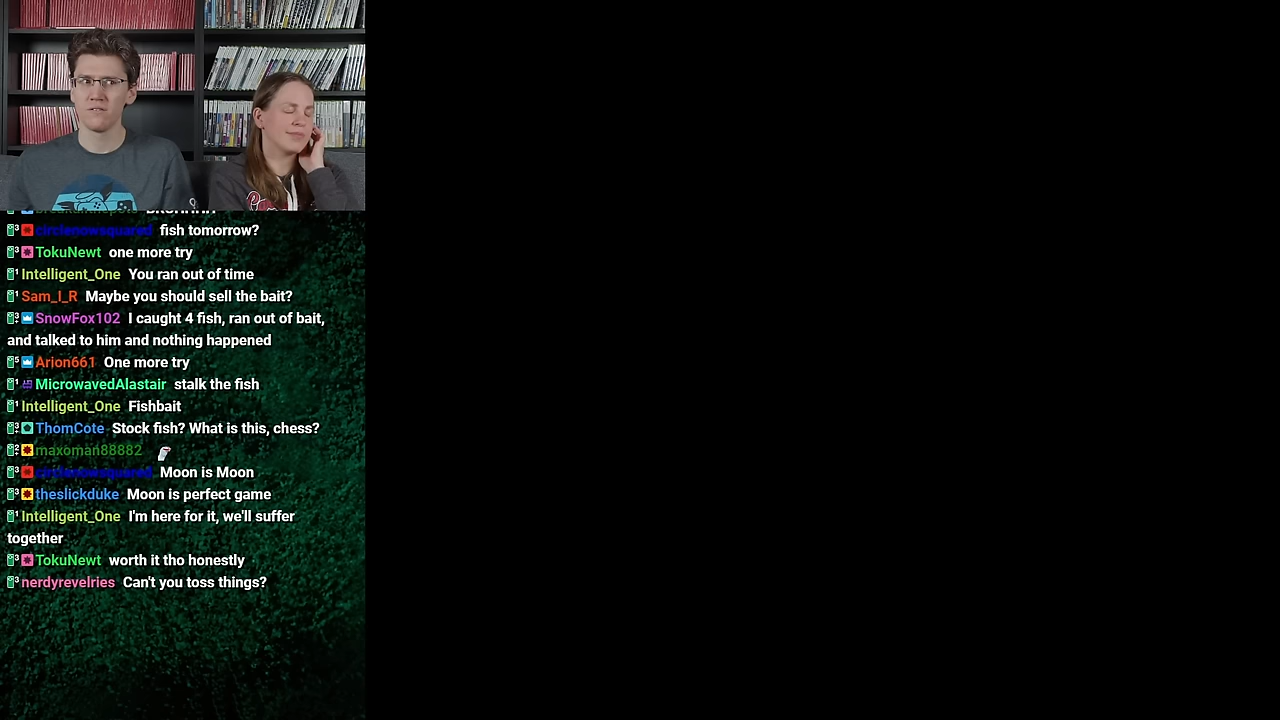 circlenowsquared fish tomorrow?
TokuNewt one more try
Intelligent_One You ran out of time
Sam_I_R Maybe you should sell the bait?
SnowFox102 I caught 4 fish, ran out of bait,
and talked to him and nothing happened
Arion661 One more try
MicrowavedAlastair stalk the fish
Intelligent_One Fishbait
ThomCote Stock fish? What is this, chess?
maxoman88882
circlenowsquared Moon is Moon
theslickduke Moon is perfect game
Intelligent_One I'm here for it, we'll suffer
together
TokuNewt worth it tho honestly
nerdyrevelries Can't you toss things?